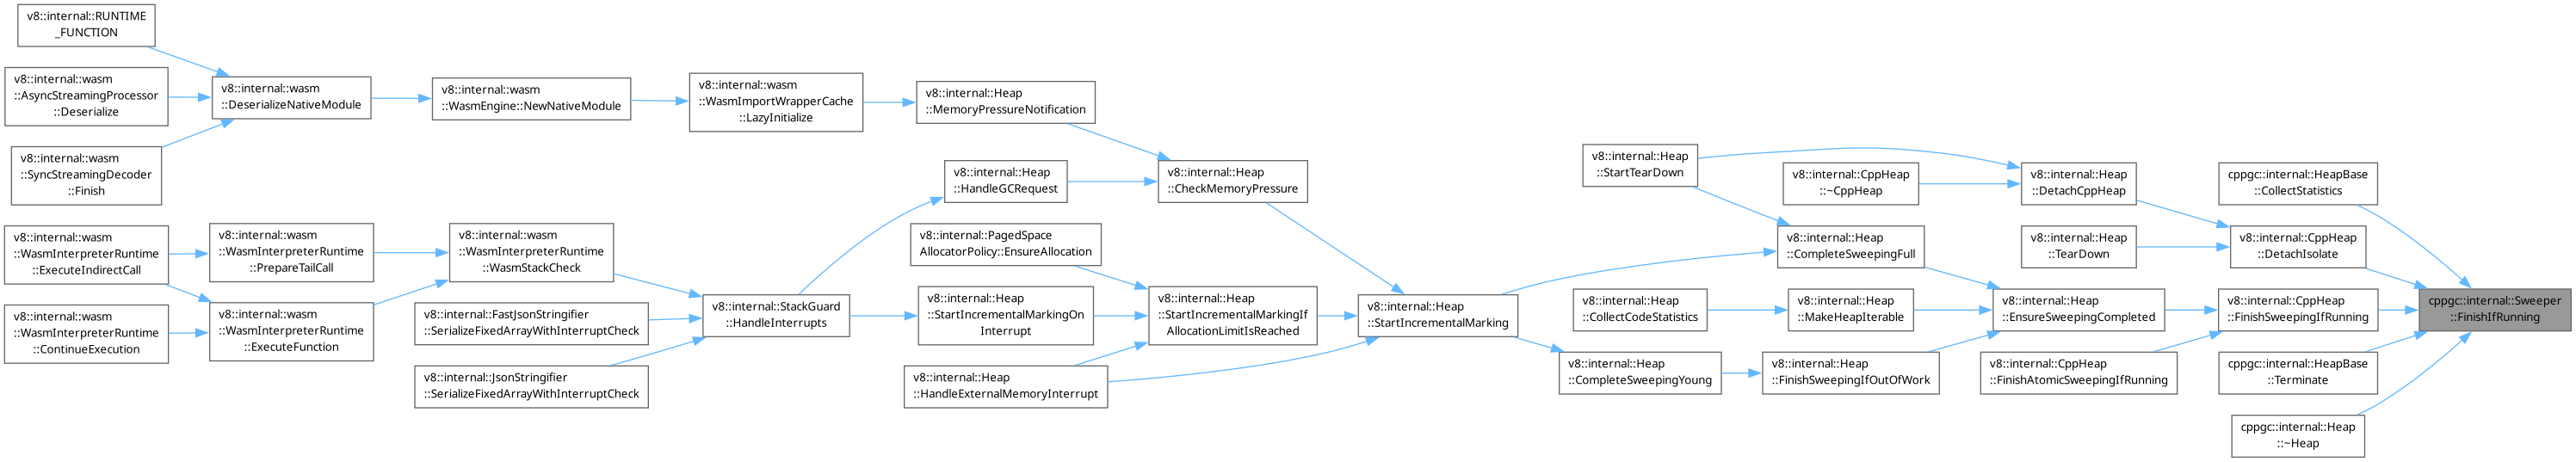 v8::internal::RUNTIME
_FUNCTION
v8::internal::wasm
::AsyncStreamingProcessor
::Deserialize
v8::internal::wasm
::SyncStreamingDecoder
::Finish
v8::internal::wasm
::WasmInterpreterRuntime
::ExecuteIndirectCall
v8::internal::wasm
::WasmInterpreterRuntime
::ContinueExecution
v8::internal::wasm
::DeserializeNativeModule
v8::internal::wasm
::WasmInterpreterRuntime
::PrepareTailCall
v8::internal::wasm
::WasmInterpreterRuntime
::ExecuteFunction
v8::internal::wasm
::WasmEngine::NewNativeModule
v8::internal::wasm
::WasmInterpreterRuntime
::WasmStackCheck
v8::internal::FastJsonStringifier
::SerializeFixedArrayWithInterruptCheck
v8::internal::JsonStringifier
::SerializeFixedArrayWithInterruptCheck
v8::internal::wasm
::WasmImportWrapperCache
::LazyInitialize
v8::internal::StackGuard
::HandleInterrupts
v8::internal::Heap
::MemoryPressureNotification
v8::internal::Heap
::HandleGCRequest
v8::internal::PagedSpace
AllocatorPolicy::EnsureAllocation
v8::internal::Heap
::StartIncrementalMarkingOn
Interrupt
v8::internal::Heap
::HandleExternalMemoryInterrupt
v8::internal::Heap
::CheckMemoryPressure
v8::internal::Heap
::StartIncrementalMarkingIf
AllocationLimitIsReached
v8::internal::Heap
::StartIncrementalMarking
v8::internal::Heap
::StartTearDown
v8::internal::Heap
::CollectCodeStatistics
v8::internal::Heap
::CompleteSweepingYoung
v8::internal::CppHeap
::~CppHeap
v8::internal::Heap
::CompleteSweepingFull
v8::internal::Heap
::MakeHeapIterable
v8::internal::Heap
::FinishSweepingIfOutOfWork
v8::internal::Heap
::DetachCppHeap
v8::internal::Heap
::TearDown
v8::internal::Heap
::EnsureSweepingCompleted
v8::internal::CppHeap
::FinishAtomicSweepingIfRunning
cppgc::internal::HeapBase
::CollectStatistics
v8::internal::CppHeap
::DetachIsolate
v8::internal::CppHeap
::FinishSweepingIfRunning
cppgc::internal::HeapBase
::Terminate
cppgc::internal::Heap
::~Heap
cppgc::internal::Sweeper
::FinishIfRunning